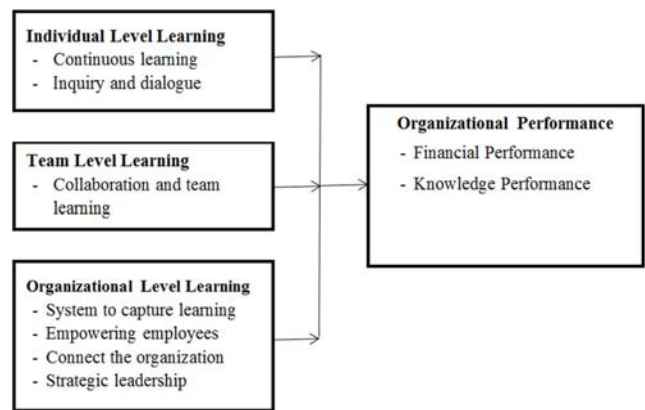 Individual Level Learning
- Continuous learning
- Inquiry and dialogue
Team Level Learning
- Collaboration and team
learning
Organizational Level Learning
- System to capture learning
- Empowering employees
- Connect the organization
- Strategic leadership
Organizational Performance
- Financial Performance
- Knowledge Performance